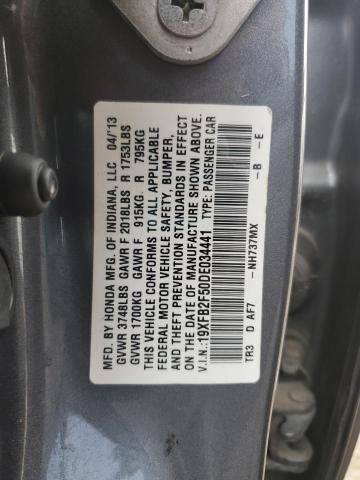 MFD. BY HONDA MFG. OF INDIANA, LLC 04/'13
GVWR 3748LBS GAWR F 2018LBS R 1753LBS
GVWR 1700KG GAWR F 915KG R 795KG
THIS VEHICLE CONFORMS TO ALL APPLICABLE
FEDERAL MOTOR VEHICLE SAFETY, BUMPER,
AND THEFT PREVENTION STANDARDS IN EFFECT
ON THE DATE OF MANUFACTURE SHOWN ABOVE.
V.I.N.:19XFB2F50DE034441 TYPE: PASSENGER CAR
TR3 D AF7 -NH737MX -B -E